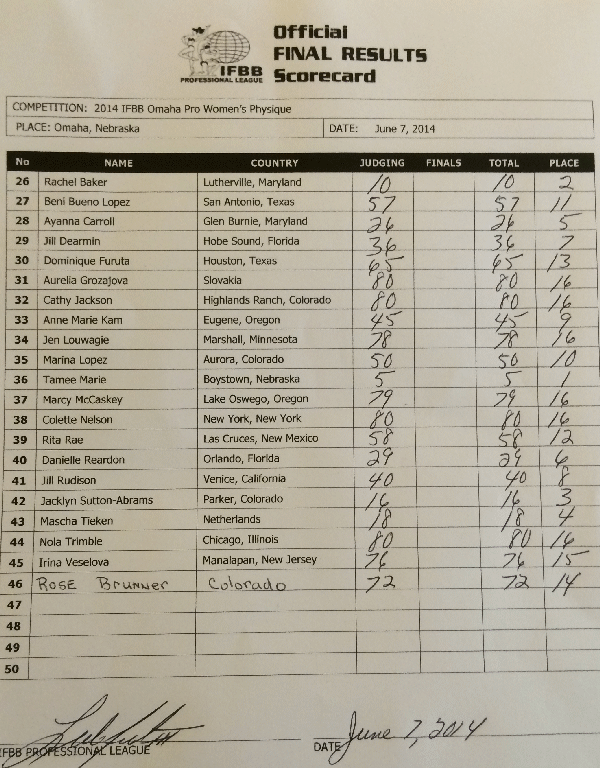 Official
FINAL RESULTS
Scorecard
IFBB
PROFESSIONAL LEAGUE
COMPETITION: 2014 IFBB Omaha Pro Women's Physique
PLACE: Omaha, Nebraska DATE: June 7, 2014
No NAME COUNTRY JUDGING FINALS TOTAL PLACE
26 Rachel Baker Lutherville, Maryland 10 10 2
27 Beni Bueno Lopez San Antonio, Texas 57 57 11
28 Ayanna Carroll Glen Burnie, Maryland 26 26 5
29 Jill Dearmin Hobe Sound, Florida 36 36 7
30 Dominique Furuta Houston, Texas 65 65 13
31 Aurelia Grozajova Slovakia 80 80 16
32 Cathy Jackson Highlands Ranch, Colorado 80 80 16
33 Anne Marie Kam Eugene, Oregon 45 45 9
34 Jen Louwagie Marshall, Minnesota 78 78 16
35 Marina Lopez Aurora, Colorado 50 50 10
36 Tamee Marie Boystown, Nebraska 5 5 1
37 Marcy McCaskey Lake Oswego, Oregon 79 79 16
38 Colette Nelson New York, New York 80 80 16
39 Rita Rae Las Cruces, New Mexico 58 58 12
40 Danielle Reardon Orlando, Florida 29 29 6
41 Jill Rudison Venice, California 40 40 8
42 Jacklyn Sutton-Abrams Parker, Colorado 16 16 3
43 Mascha Tieken Netherlands 18 18 4
44 Nola Trimble Chicago, Illinois 80 80 16
45 Irina Veselova Manalapan, New Jersey 76 76 15
46 Rose Brunner Colorado 72 72 14
47
48
49
50
IFBB PROFESSIONAL LEAGUE DATE June 7, 2014